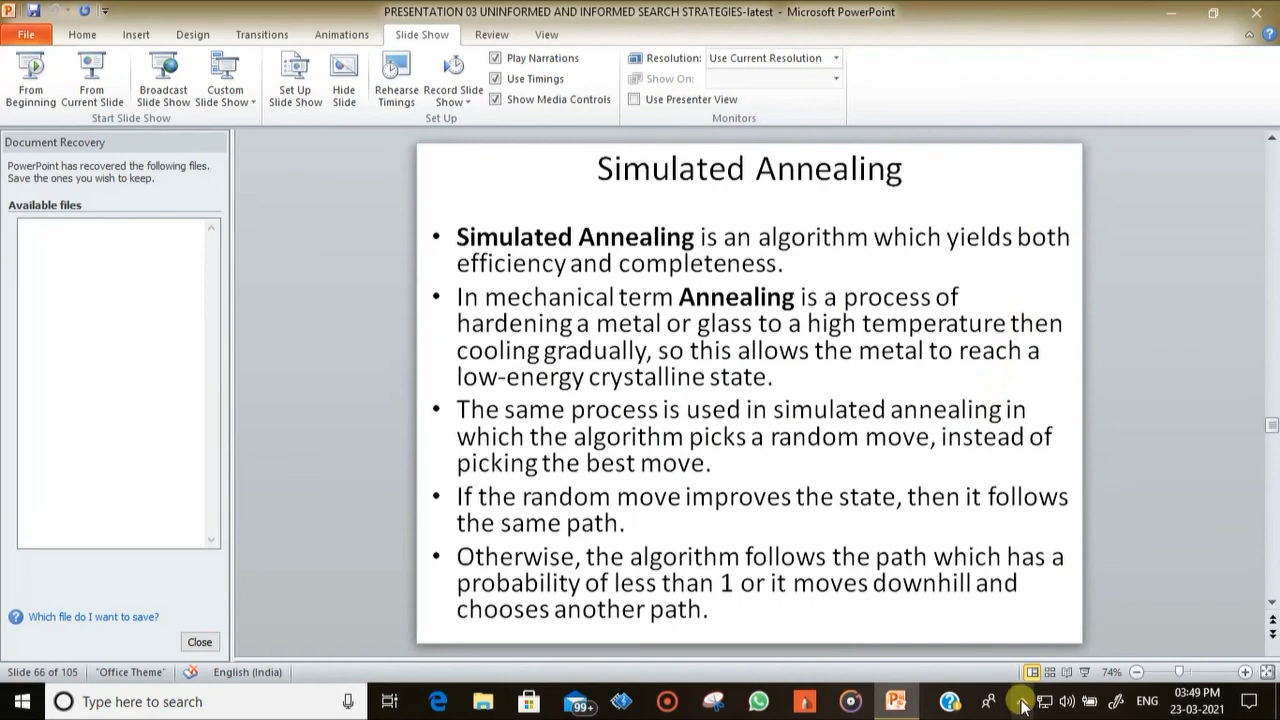 PRESENTATION 03 UNINFORMED AND INFORMED SEARCH STRATEGIES-latest - Microsoft PowerPoint
File Home Insert Design Transitions Animations Slide Show Review View
From Beginning
From Current Slide
Broadcast Slide Show
Custom Slide Show
Start Slide Show
Set Up Slide Show
Hide Slide
Rehearse Timings
Record Slide Show
Play Narrations
Use Timings
Show Media Controls
Set Up
Resolution: Use Current Resolution
Show On:
Use Presenter View
Monitors
Document Recovery
PowerPoint has recovered the following files.
Save the ones you wish to keep.
Available files
Which file do I want to save?
Close
Simulated Annealing
• Simulated Annealing is an algorithm which yields both
efficiency and completeness.
• In mechanical term Annealing is a process of
hardening a metal or glass to a high temperature then
cooling gradually, so this allows the metal to reach a
low-energy crystalline state.
• The same process is used in simulated annealing in
which the algorithm picks a random move, instead of
picking the best move.
• If the random move improves the state, then it follows
the same path.
• Otherwise, the algorithm follows the path which has a
probability of less than 1 or it moves downhill and
chooses another path.
Slide 66 of 105 "Office Theme" English (India) 74%
Type here to search
99+
ENG
03:49 PM
23-03-2021